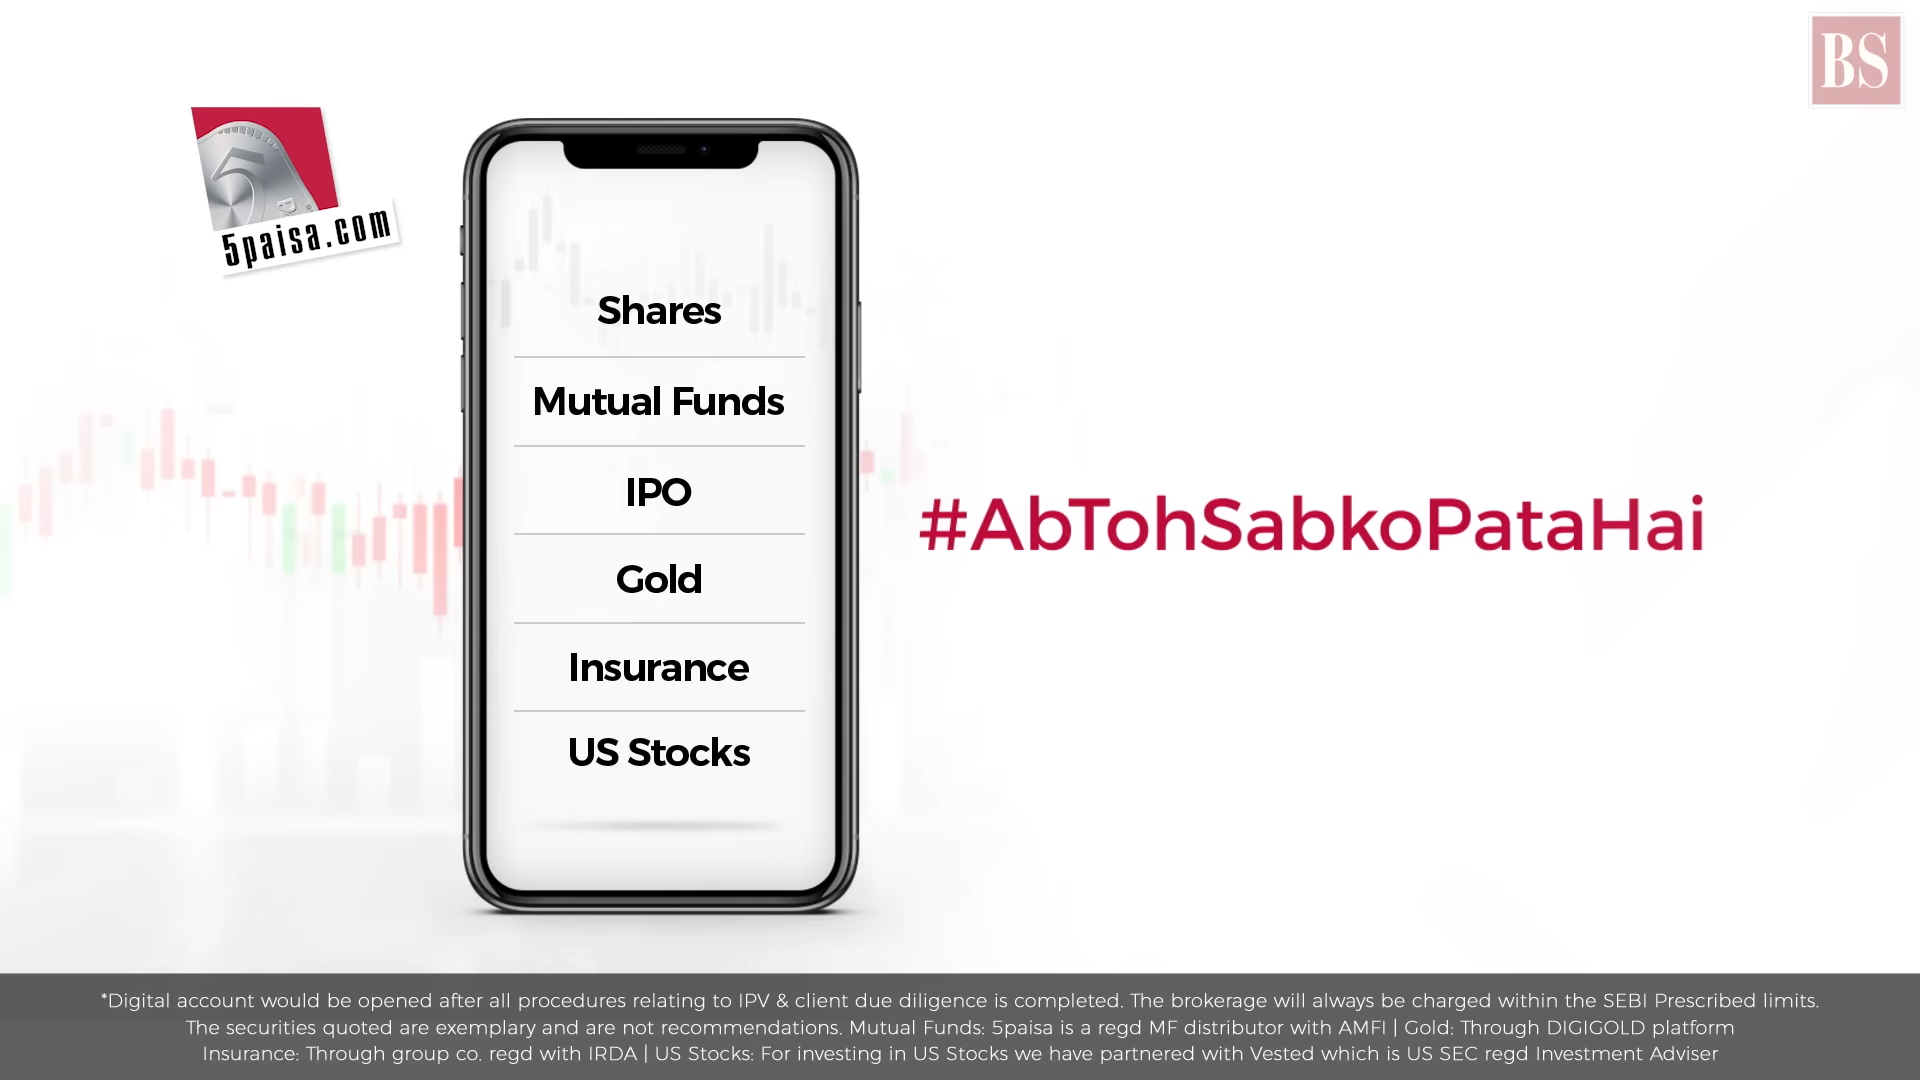 BS
5
5paisa.com
Shares
Mutual Funds
IPO
Gold
Insurance
US Stocks
#AbTohSabkoPataHai
*Digital account would be opened after all procedures relating to IPV & client due diligence is completed. The brokerage will always be charged within the SEBI Prescribed limits.
The securities quoted are exemplary and are not recommendations. Mutual Funds: 5paisa is a regd MF distributor with AMFI | Gold: Through DIGIGOLD platform
Insurance: Through group co. regd with IRDA | US Stocks: For investing in US Stocks we have partnered with Vested which is US SEC regd Investment Adviser